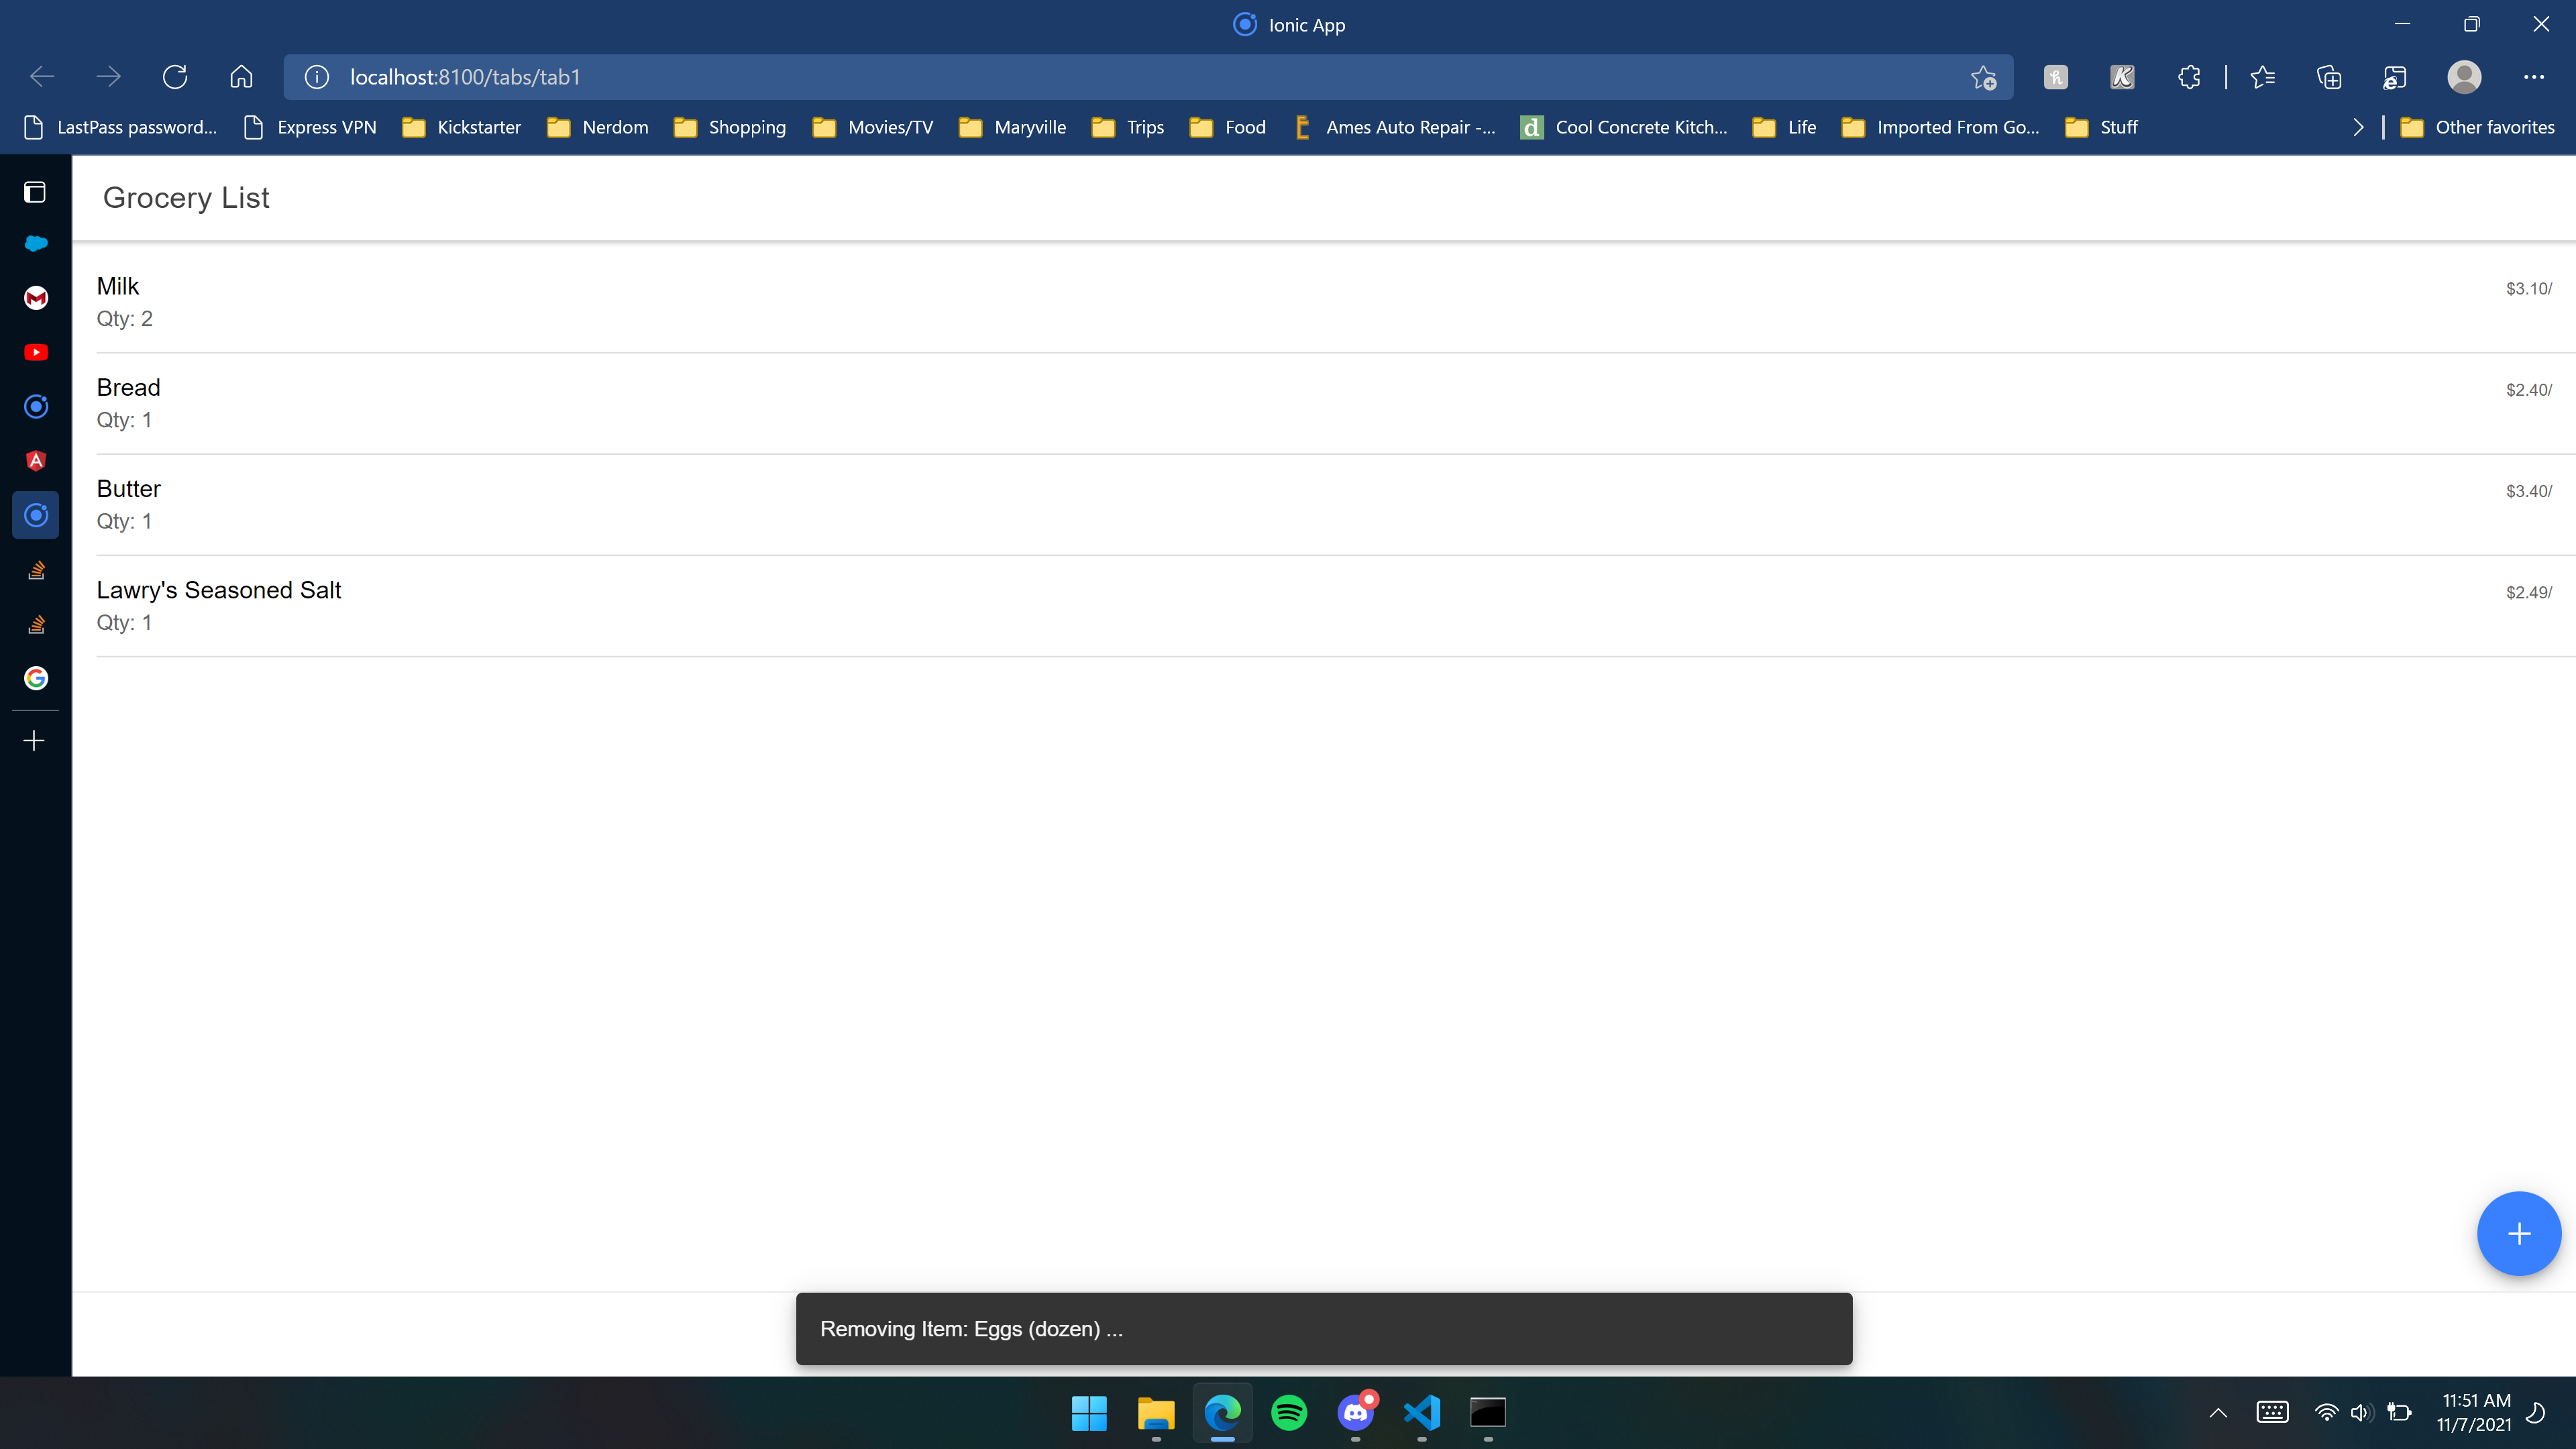 Ionic App
localhost:8100/tabs/tab1
LastPass password... Express VPN Kickstarter Nerdom Shopping Movies/TV Maryville Trips Food Ames Auto Repair -... Cool Concrete Kitch... Life Imported From Go... Stuff Other favorites
Grocery List
Milk $3.10/
Qty: 2
Bread $2.40/
Qty: 1
Butter $3.40/
Qty: 1
Lawry's Seasoned Salt $2.49/
Qty: 1
Removing Item: Eggs (dozen) ...
11:51 AM
11/7/2021